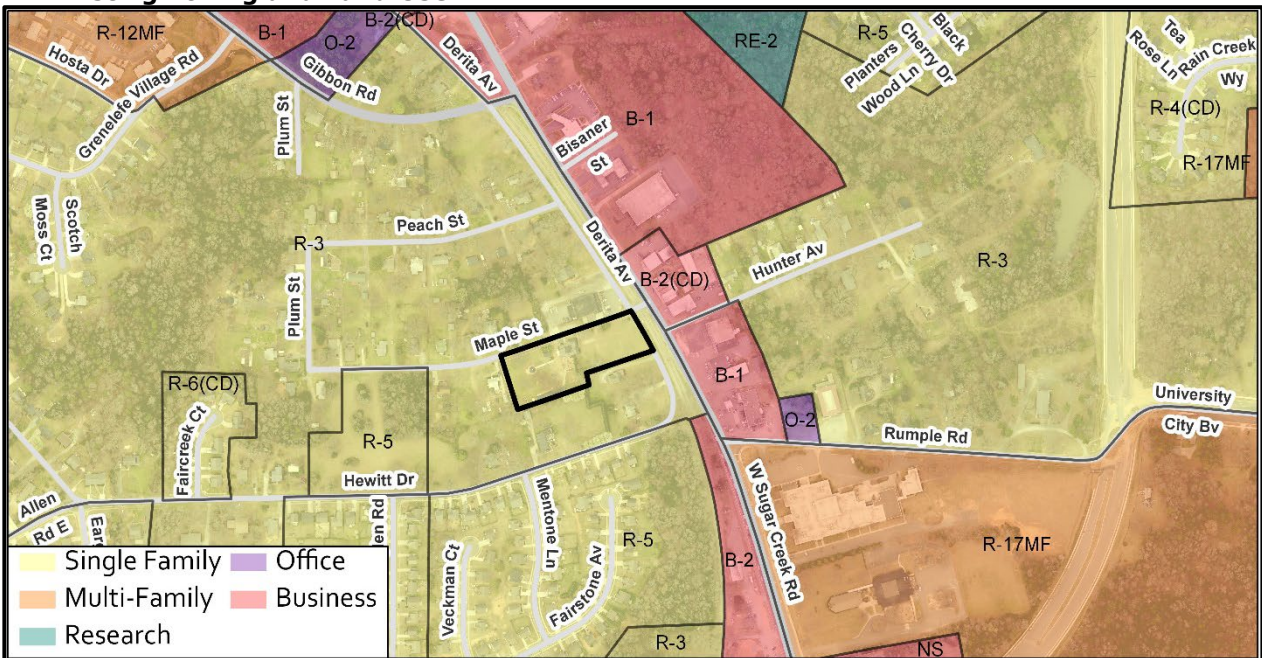 R-12MF
B-1
B-2(CD)
O-2
Hosta Dr
Grenelefe Village Rd
Gibbon Rd
Derita Av
Plum St
RE-2
R-5
Planters
Wood Ln
Black
Cherry Dr
Tea
Rose Ln
Rain Creek
Wy
R-4(CD)
R-17MF
B-1
Bisaner
St
Scotch
Moss Ct
Peach St
R-3
Derita Av
B-2(CD)
Hunter Av
R-3
Plum St
Maple St
B-1
R-6(CD)
Faircreek Ct
R-5
O-2
Rumple Rd
University
City Bv
Hewitt Dr
Allen
Rd E
Mentone Ln
Fairstone Av
Veckman Ct
R-5
B-2
W Sugar Creek Rd
R-17MF
R-3
NS
Single Family
Office
Multi-Family
Business
Research